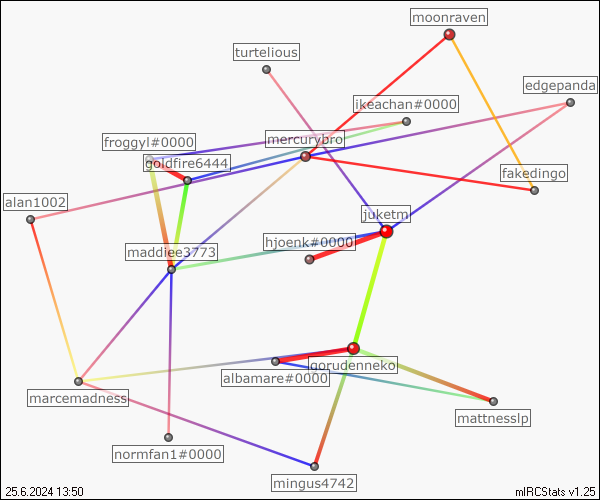 moonraven
turtelious
edgepanda
ikeachan#0000
froggyl#0000
mercurybro
goldfire6444
fakedingo
alan1002
juketm
hjoenk#0000
maddiee3773
gorudenneko
albamare#0000
marcemadness
mattnesslp
normfan1#0000
mingus4742
25.6.2024 13:50
mIRCStats v1.25